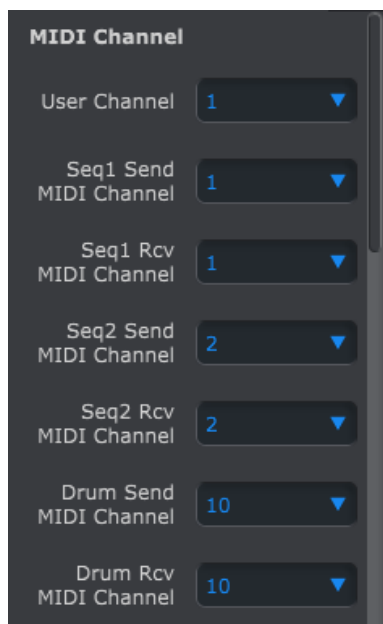 MIDI Channel
User Channel 1
Seq1 Send
MIDI Channel 1
Seq1 Rcv
MIDI Channel 1
Seq2 Send
MIDI Channel 2
Seq2 Rcv
MIDI Channel 2
Drum Send
MIDI Channel 10
Drum Rcv
MIDI Channel 10